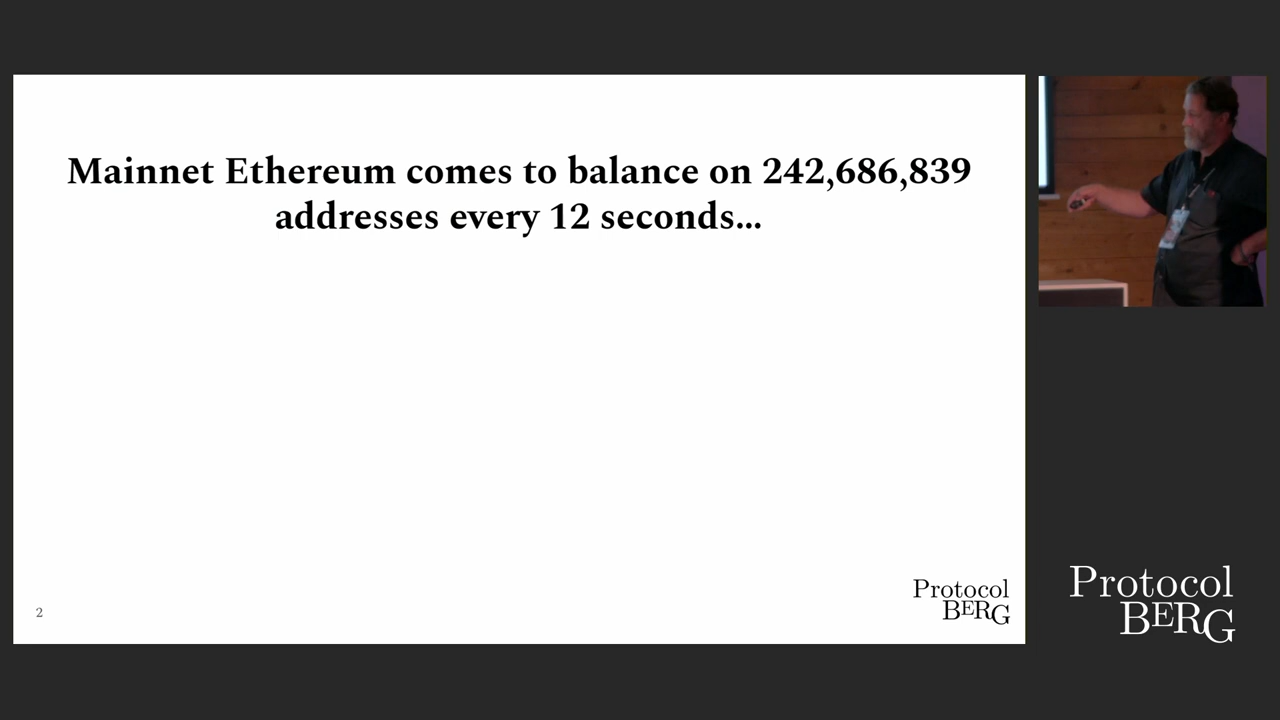 Mainnet Ethereum comes to balance on 242,686,839
addresses every 12 seconds...
2
Protocol
BERG
Protocol
BERG